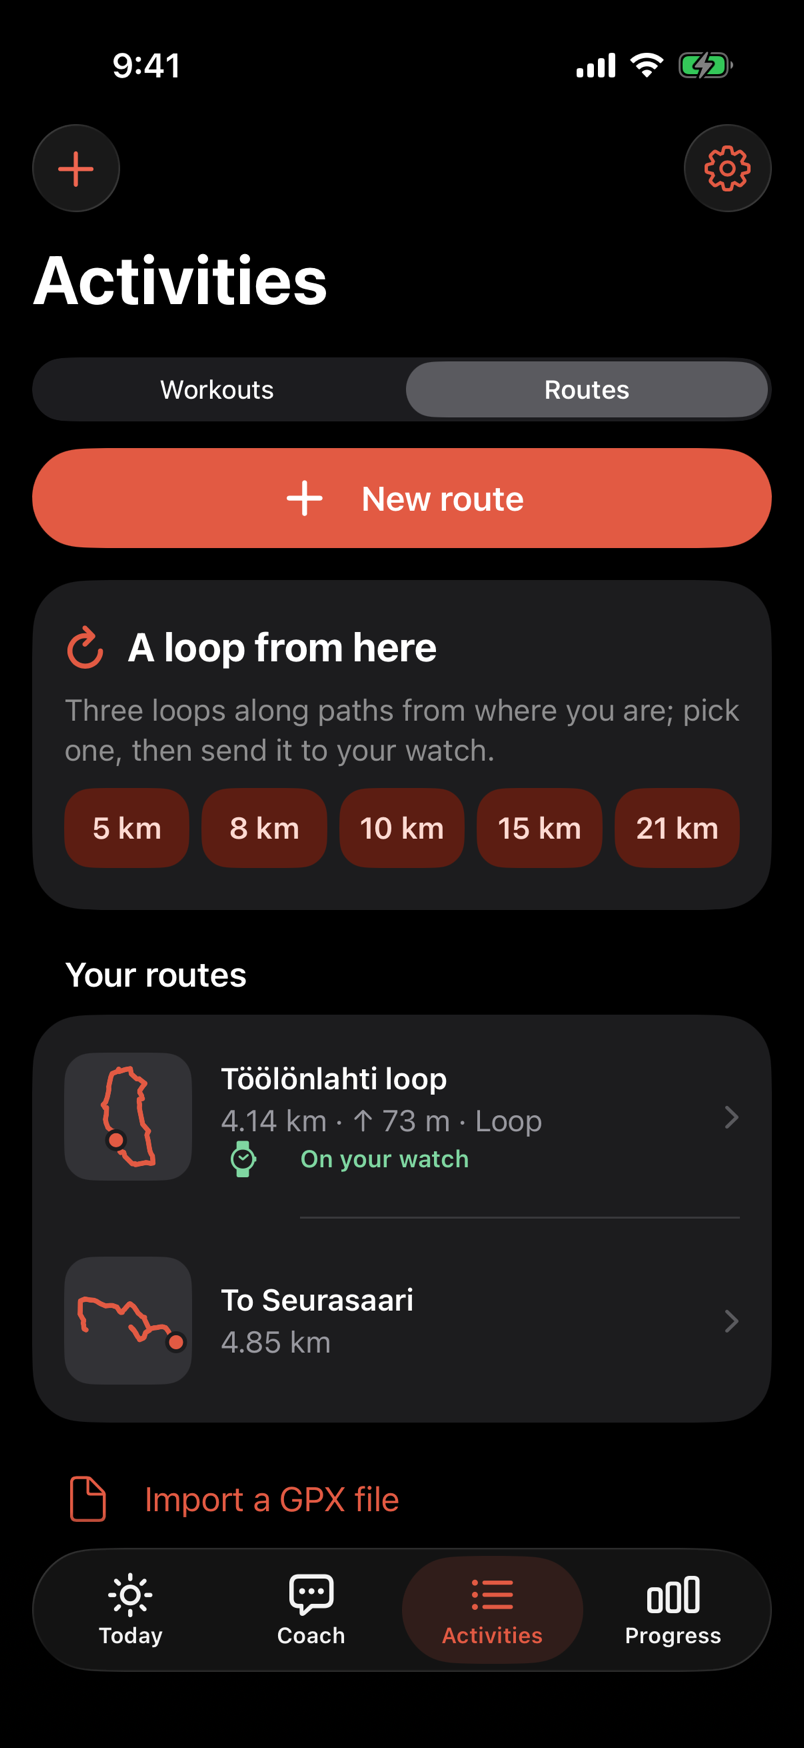 9:41
Activities
Workouts
Routes
New route
A loop from here
Three loops along paths from where you are; pick
one, then send it to your watch.
5 km
8 km
10 km
15 km
21 km
Your routes
Töölönlahti loop
4.14 km · ↑ 73 m · Loop
On your watch
To Seurasaari
4.85 km
Import a GPX file
Today
Coach
Activities
Progress